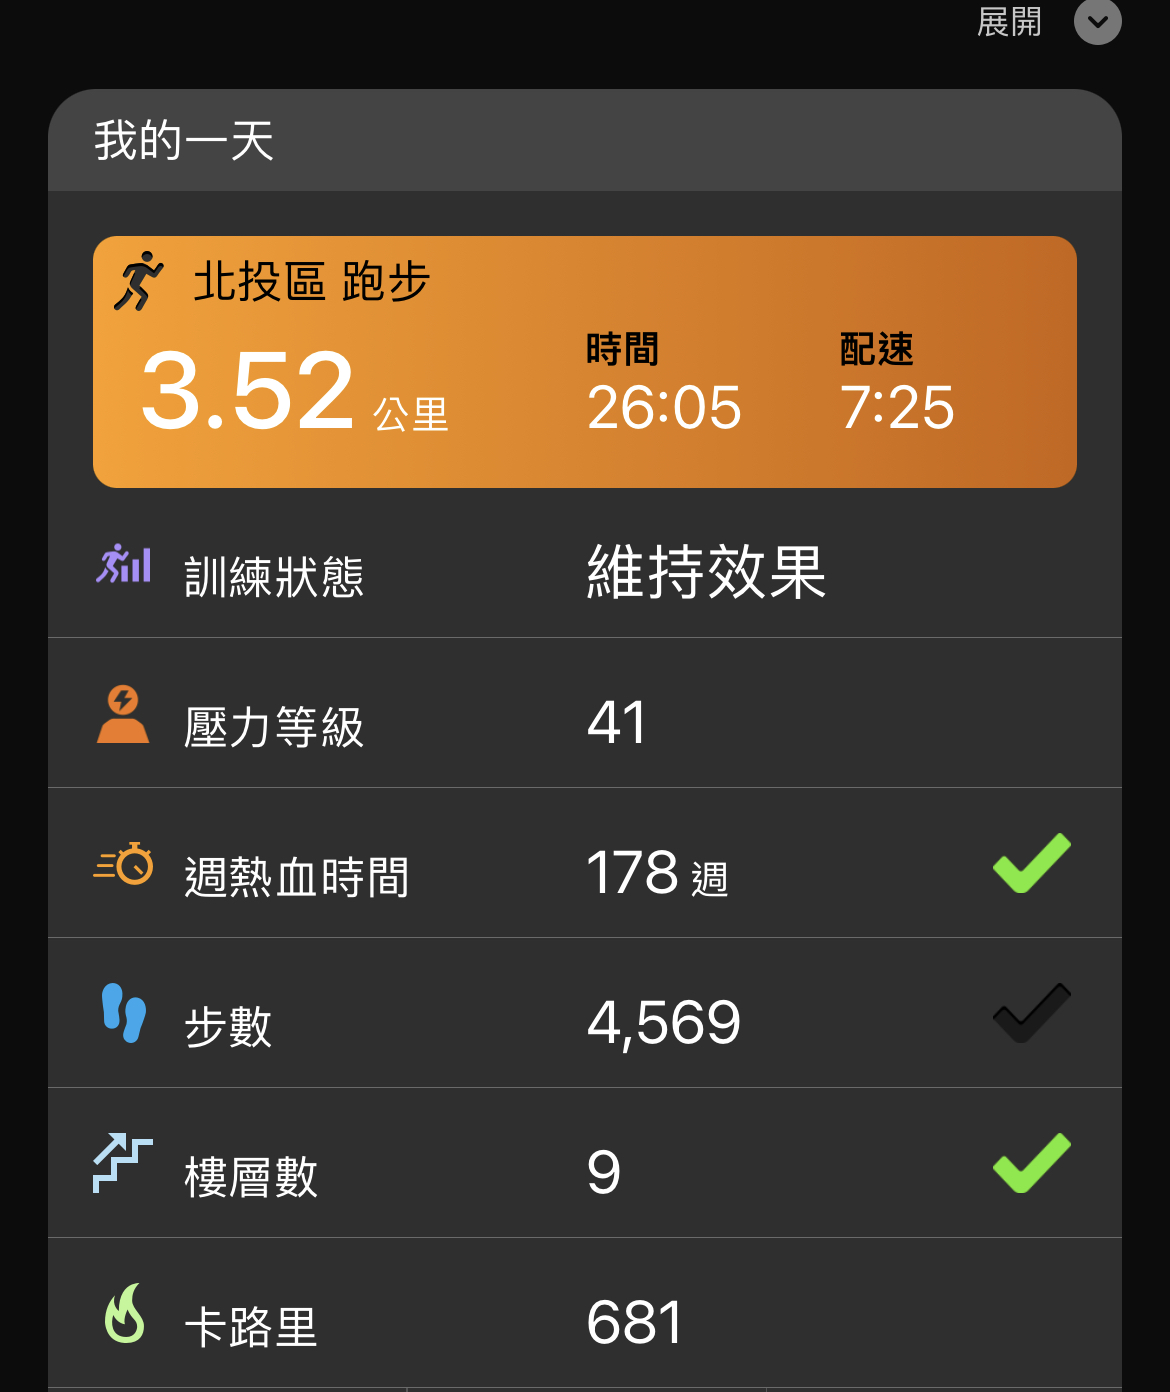 展開
我的一天
北投區 跑步
3.52 公里
時間
26:05
配速
7:25
訓練狀態 維持效果
壓力等級 41
週熱血時間 178 週
步數 4,569
樓層數 9
卡路里 681